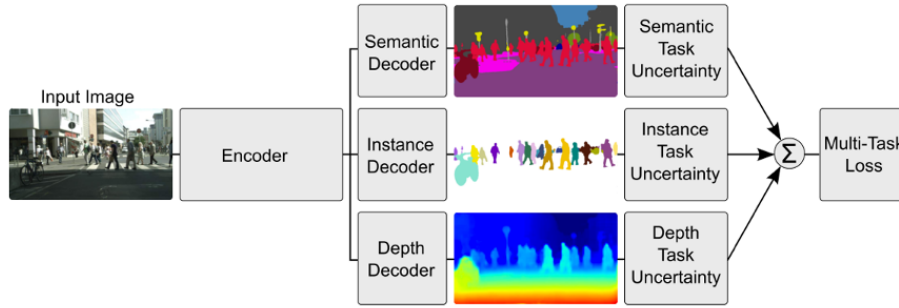 Input Image
Encoder
Semantic
Decoder
Semantic
Task
Uncertainty
Instance
Decoder
Instance
Task
Uncertainty
Depth
Decoder
Depth
Task
Uncertainty
Σ
Multi-Task
Loss